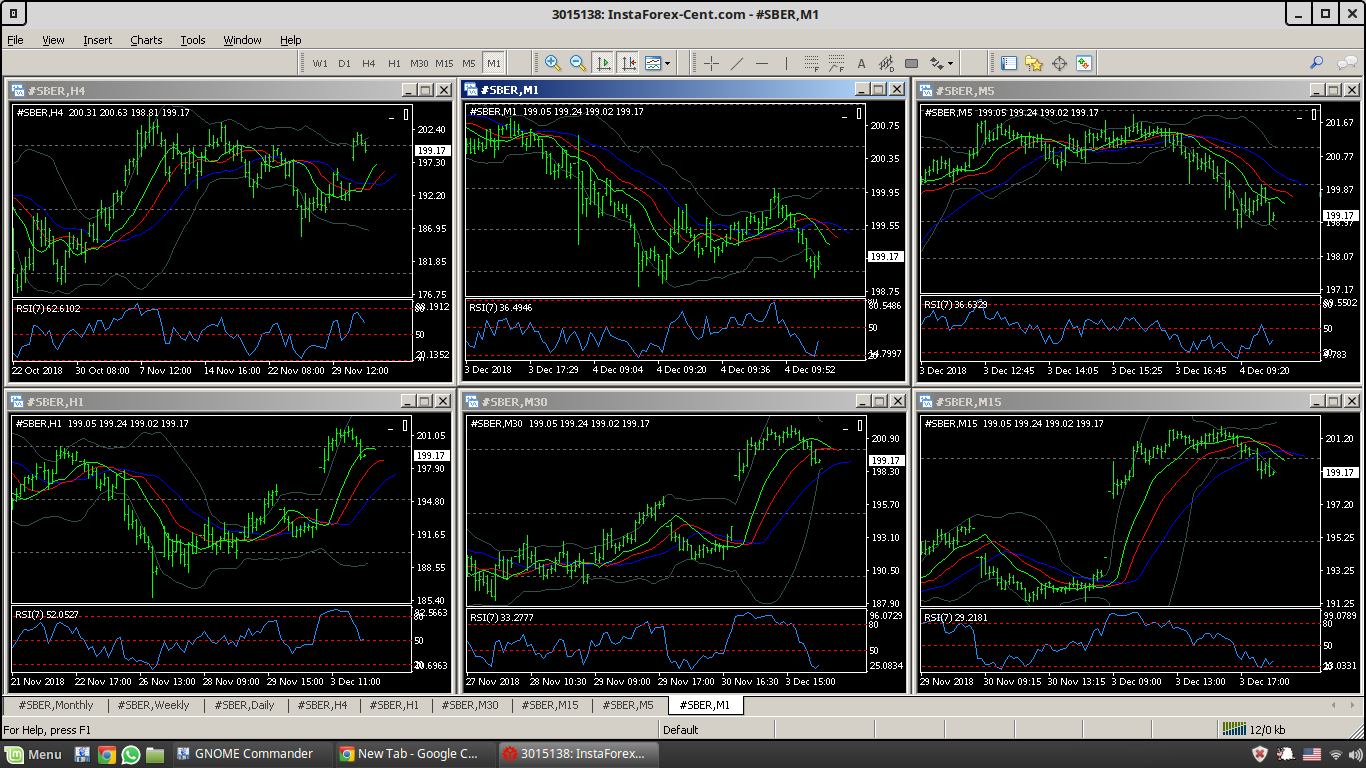 3015138: InstaForex-Cent.com - #SBER,M1
File View Insert Charts Tools Window Help
W1 D1 H4 H1 M30 M15 M5 M1
#SBER,H4
#SBER,H4 200.31 200.63 198.81 199.17
202.40
199.17
197.30
192.20
186.95
181.85
176.75
RSI(7) 62.6102
50
20.1352
22 Oct 2018 30 Oct 08:00 7 Nov 12:00 14 Nov 16:00 22 Nov 08:00 29 Nov 12:00
#SBER,M1
#SBER,M1 199.05 199.24 199.02 199.17
200.75
200.35
199.95
199.55
199.17
198.75
RSI(7) 36.4946
80.5486
50
14.7997
3 Dec 2018 3 Dec 17:29 4 Dec 09:04 4 Dec 09:20 4 Dec 09:36 4 Dec 09:52
#SBER,M5
#SBER,M5 199.05 199.24 199.02 199.17
201.67
200.77
199.87
199.17
198.97
198.07
197.17
RSI(7) 36.6329
50
3 Dec 2018 3 Dec 12:45 3 Dec 14:05 3 Dec 15:25 3 Dec 16:45 4 Dec 09:20
#SBER,H1
#SBER,H1 199.05 199.24 199.02 199.17
201.05
199.17
197.90
194.80
191.65
188.55
185.40
RSI(7) 52.0527
80
50
21 Nov 2018 22 Nov 17:00 26 Nov 13:00 28 Nov 09:00 29 Nov 15:00 3 Dec 11:00
#SBER,M30
#SBER,M30 199.05 199.24 199.02 199.17
200.90
199.17
198.30
195.70
193.10
190.50
187.90
RSI(7) 33.2777
96.0729
80
50
25.0834
27 Nov 2018 28 Nov 10:30 29 Nov 09:00 29 Nov 17:00 30 Nov 16:30 3 Dec 15:00
#SBER,M15
#SBER,M15 199.05 199.24 199.02 199.17
201.20
199.17
197.20
195.25
193.25
191.25
RSI(7) 29.2181
99.0789
80
50
29 Nov 2018 30 Nov 09:15 30 Nov 13:15 3 Dec 09:00 3 Dec 13:00 3 Dec 17:00
#SBER,Monthly #SBER,Weekly #SBER,Daily #SBER,H4 #SBER,H1 #SBER,M30 #SBER,M15 #SBER,M5 #SBER,M1
For Help, press F1 Default 12/0 kb
Menu GNOME Commander New Tab - Google C... 3015138: InstaForex...